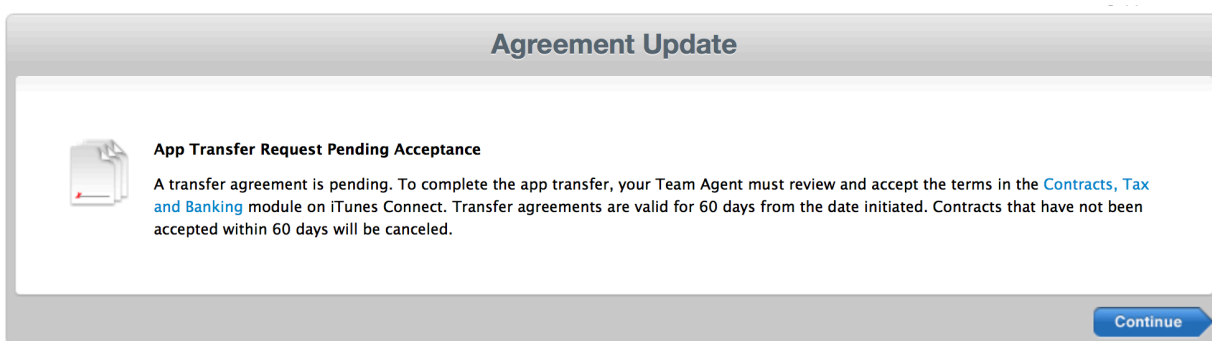 Agreement Update
App Transfer Request Pending Acceptance
A transfer agreement is pending. To complete the app transfer, your Team Agent must review and accept the terms in the Contracts, Tax
and Banking module on iTunes Connect. Transfer agreements are valid for 60 days from the date initiated. Contracts that have not been
accepted within 60 days will be canceled.
Continue